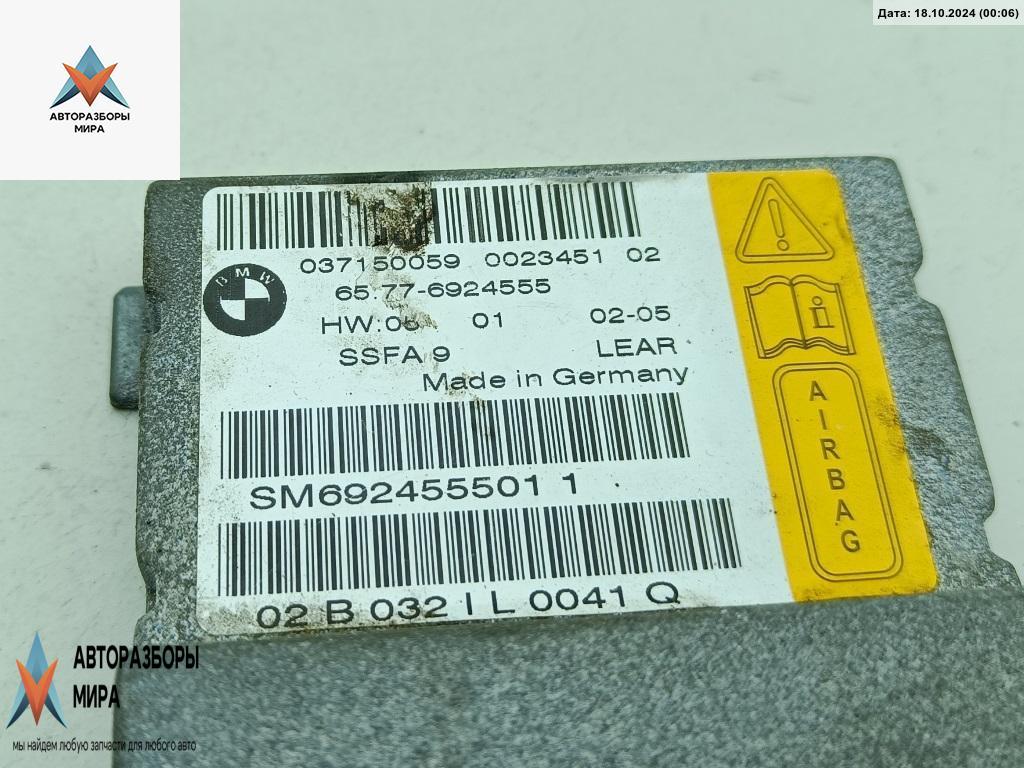 Дата: 18.10.2024 (00:06)
АВТОРАЗБОРЫ
МИРА
037150059 0023451 02
BMW
65.77-6924555
01 02-05
SSFA 9 LEAR
Made in Germany
SM692455501 1
02 B 032 I L 0041 Q
AIRBAG
АВТОРАЗБОРЫ
МИРА
мы найдем любую запчасти для любого авто